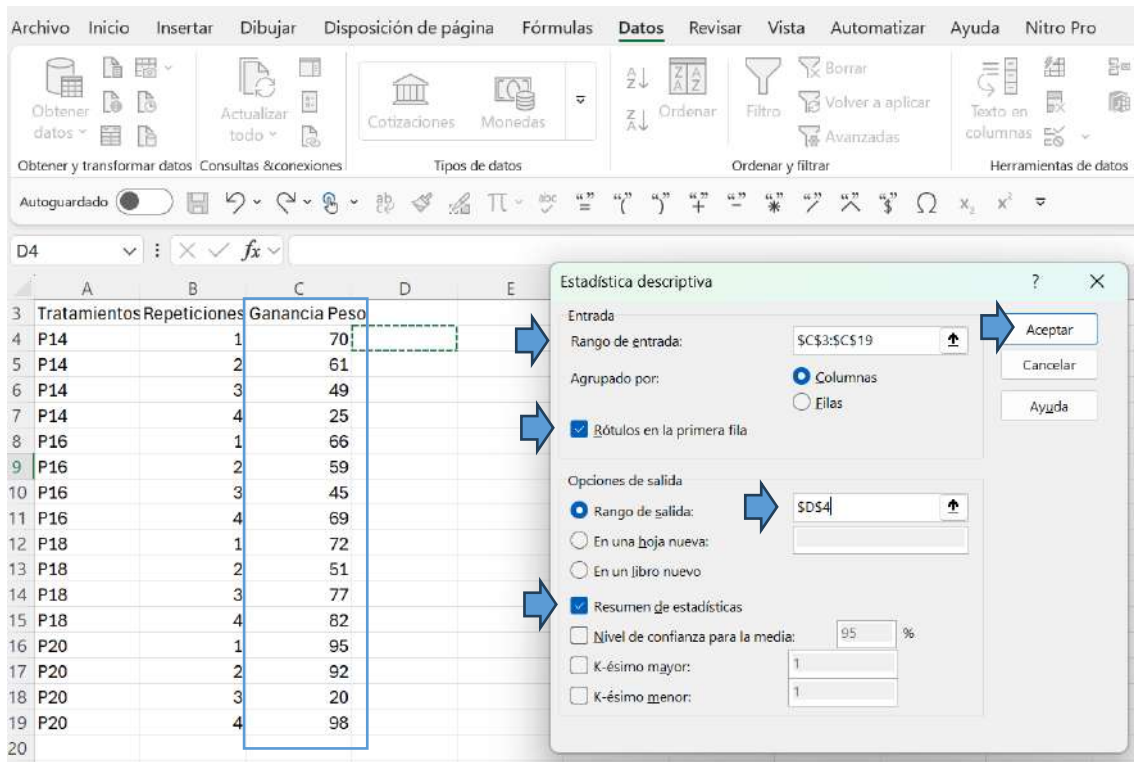 Archivo Inicio Insertar Dibujar Disposición de página Fórmulas Datos Revisar Vista Automatizar Ayuda Nitro Pro
Obtener datos
Actualizar todo
Cotizaciones Monedas
Ordenar
Filtro
Borrar
Volver a aplicar
Avanzadas
Texto en columnas
Obtener y transformar datos Consultas &conexiones Tipos de datos Ordenar y filtrar Herramientas de datos
Autoguardado
D4 fx
A B C D E
3 Tratamientos Repeticiones Ganancia Peso
4 P14 1 70
5 P14 2 61
6 P14 3 49
7 P14 4 25
8 P16 1 66
9 P16 2 59
10 P16 3 45
11 P16 4 69
12 P18 1 72
13 P18 2 51
14 P18 3 77
15 P18 4 82
16 P20 1 95
17 P20 2 92
18 P20 3 20
19 P20 4 98
20
Estadística descriptiva ? ×
Entrada
Rango de entrada: $C$3:$C$19
Agrupado por: Columnas
Filas
Rótulos en la primera fila
Aceptar
Cancelar
Ayuda
Opciones de salida
Rango de salida: $D$4
En una hoja nueva:
En un libro nuevo
Resumen de estadísticas
Nivel de confianza para la media: 95 %
K-ésimo mayor: 1
K-ésimo menor: 1